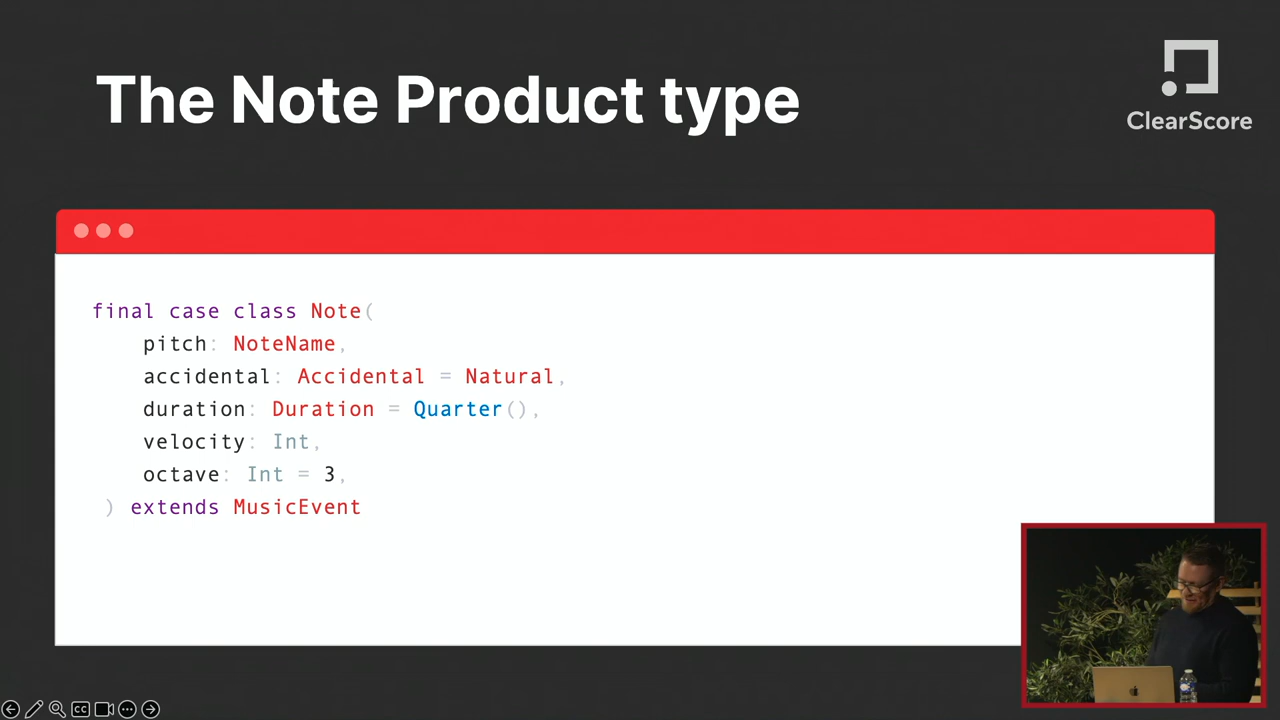 The Note Product type
ClearScore
final case class Note(
pitch: NoteName,
accidental: Accidental = Natural,
duration: Duration = Quarter(),
velocity: Int,
octave: Int = 3,
) extends MusicEvent
CC